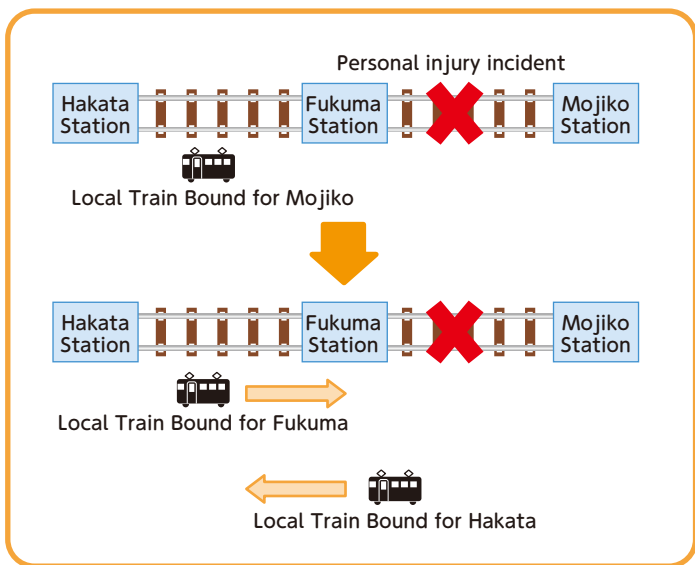 Personal injury incident
Hakata
Station
Fukuma
Station
Mojiko
Station
Local Train Bound for Mojiko
Hakata
Station
Fukuma
Station
Mojiko
Station
Local Train Bound for Fukuma
Local Train Bound for Hakata